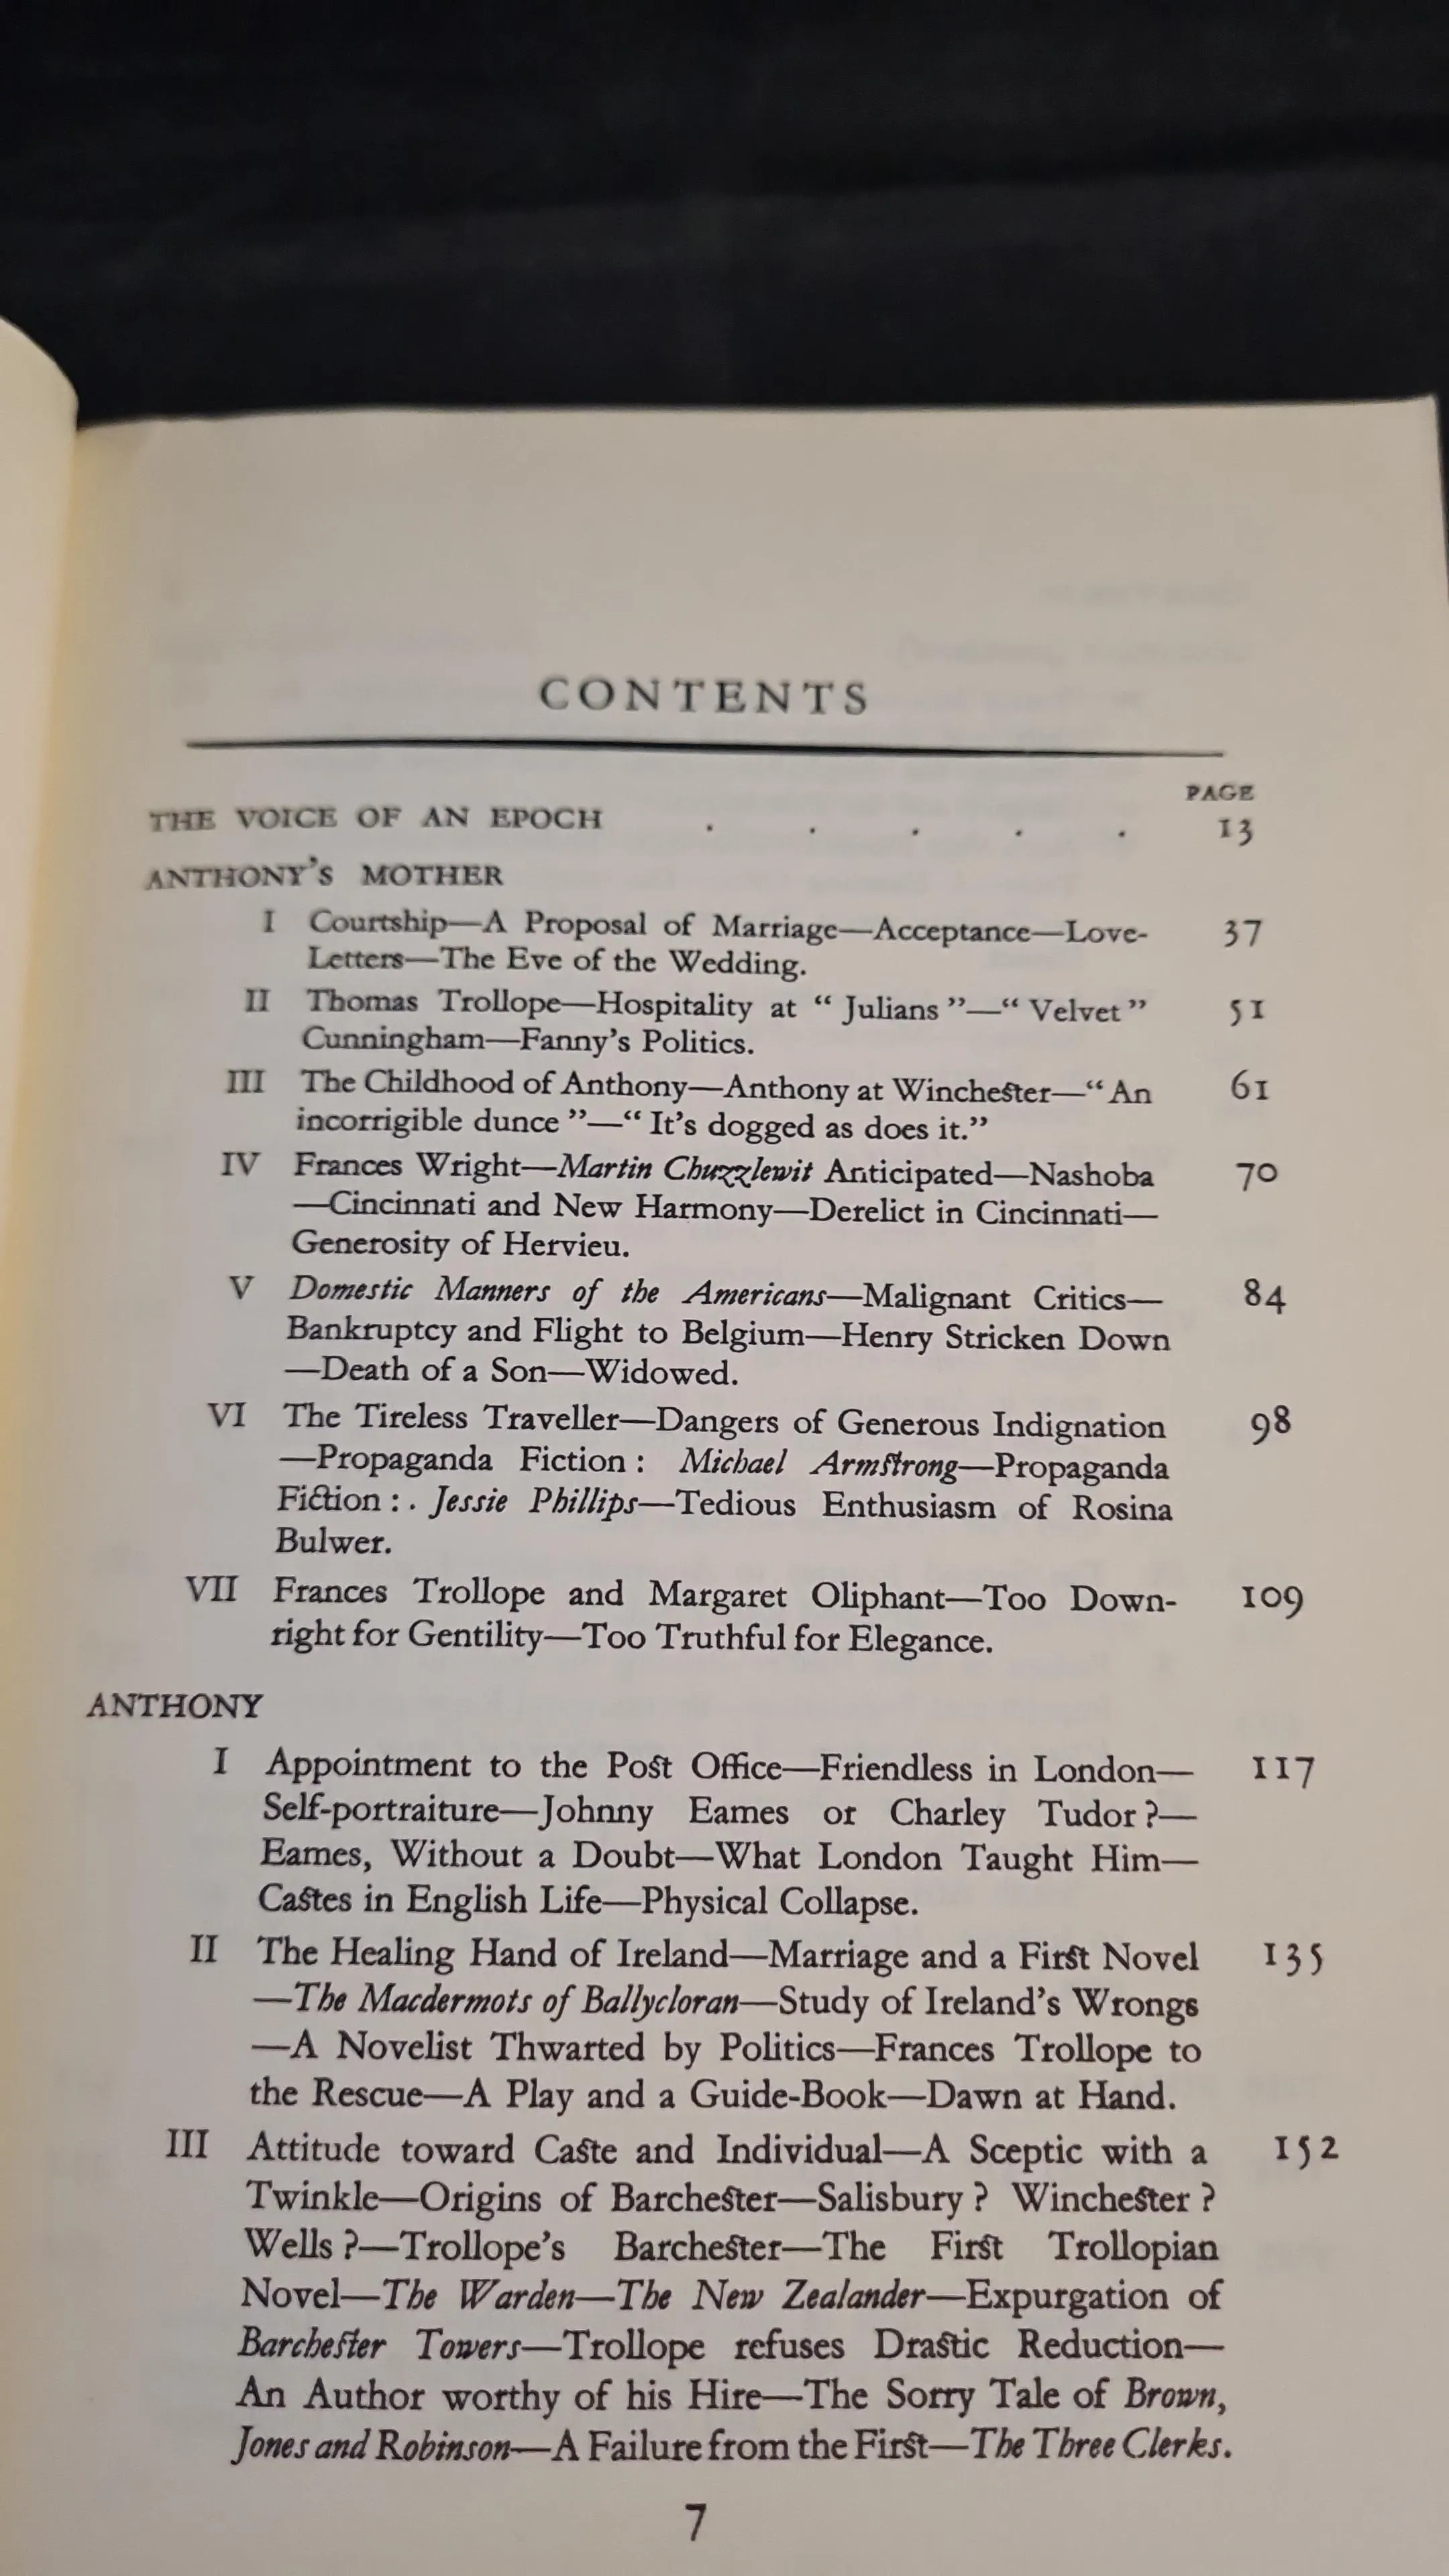 CONTENTS
PAGE
THE VOICE OF AN EPOCH . . . . . 13
ANTHONY'S MOTHER
I Courtship—A Proposal of Marriage—Acceptance—Love- 37
Letters—The Eve of the Wedding.
II Thomas Trollope—Hospitality at “ Julians ”—“ Velvet ” 51
Cunningham—Fanny's Politics.
III The Childhood of Anthony—Anthony at Winchester—“ An 61
incorrigible dunce ”—“ It's dogged as does it.”
IV Frances Wright—Martin Chuzzlewit Anticipated—Nashoba 70
—Cincinnati and New Harmony—Derelict in Cincinnati—
Generosity of Hervieu.
V Domestic Manners of the Americans—Malignant Critics— 84
Bankruptcy and Flight to Belgium—Henry Stricken Down
—Death of a Son—Widowed.
VI The Tireless Traveller—Dangers of Generous Indignation 98
—Propaganda Fiction : Michael Armstrong—Propaganda
Fiction : . Jessie Phillips—Tedious Enthusiasm of Rosina
Bulwer.
VII Frances Trollope and Margaret Oliphant—Too Down- 109
right for Gentility—Too Truthful for Elegance.
ANTHONY
I Appointment to the Post Office—Friendless in London— 117
Self-portraiture—Johnny Eames or Charley Tudor ?—
Eames, Without a Doubt—What London Taught Him—
Castes in English Life—Physical Collapse.
II The Healing Hand of Ireland—Marriage and a First Novel 135
—The Macdermots of Ballycloran—Study of Ireland's Wrongs
—A Novelist Thwarted by Politics—Frances Trollope to
the Rescue—A Play and a Guide-Book—Dawn at Hand.
III Attitude toward Caste and Individual—A Sceptic with a 152
Twinkle—Origins of Barchester—Salisbury ? Winchester ?
Wells ?—Trollope's Barchester—The First Trollopian
Novel—The Warden—The New Zealander—Expurgation of
Barchester Towers—Trollope refuses Drastic Reduction—
An Author worthy of his Hire—The Sorry Tale of Brown,
Jones and Robinson—A Failure from the First—The Three Clerks.
7